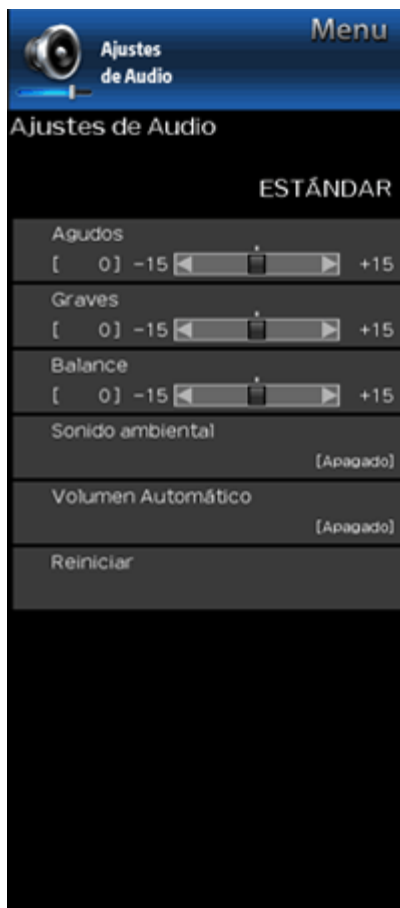 Menu
Ajustes
de Audio
Ajustes de Audio
ESTÁNDAR
Agudos
[ 0] -15 +15
Graves
[ 0] -15 +15
Balance
[ 0] -15 +15
Sonido ambiental
[Apagado]
Volumen Automático
[Apagado]
Reiniciar